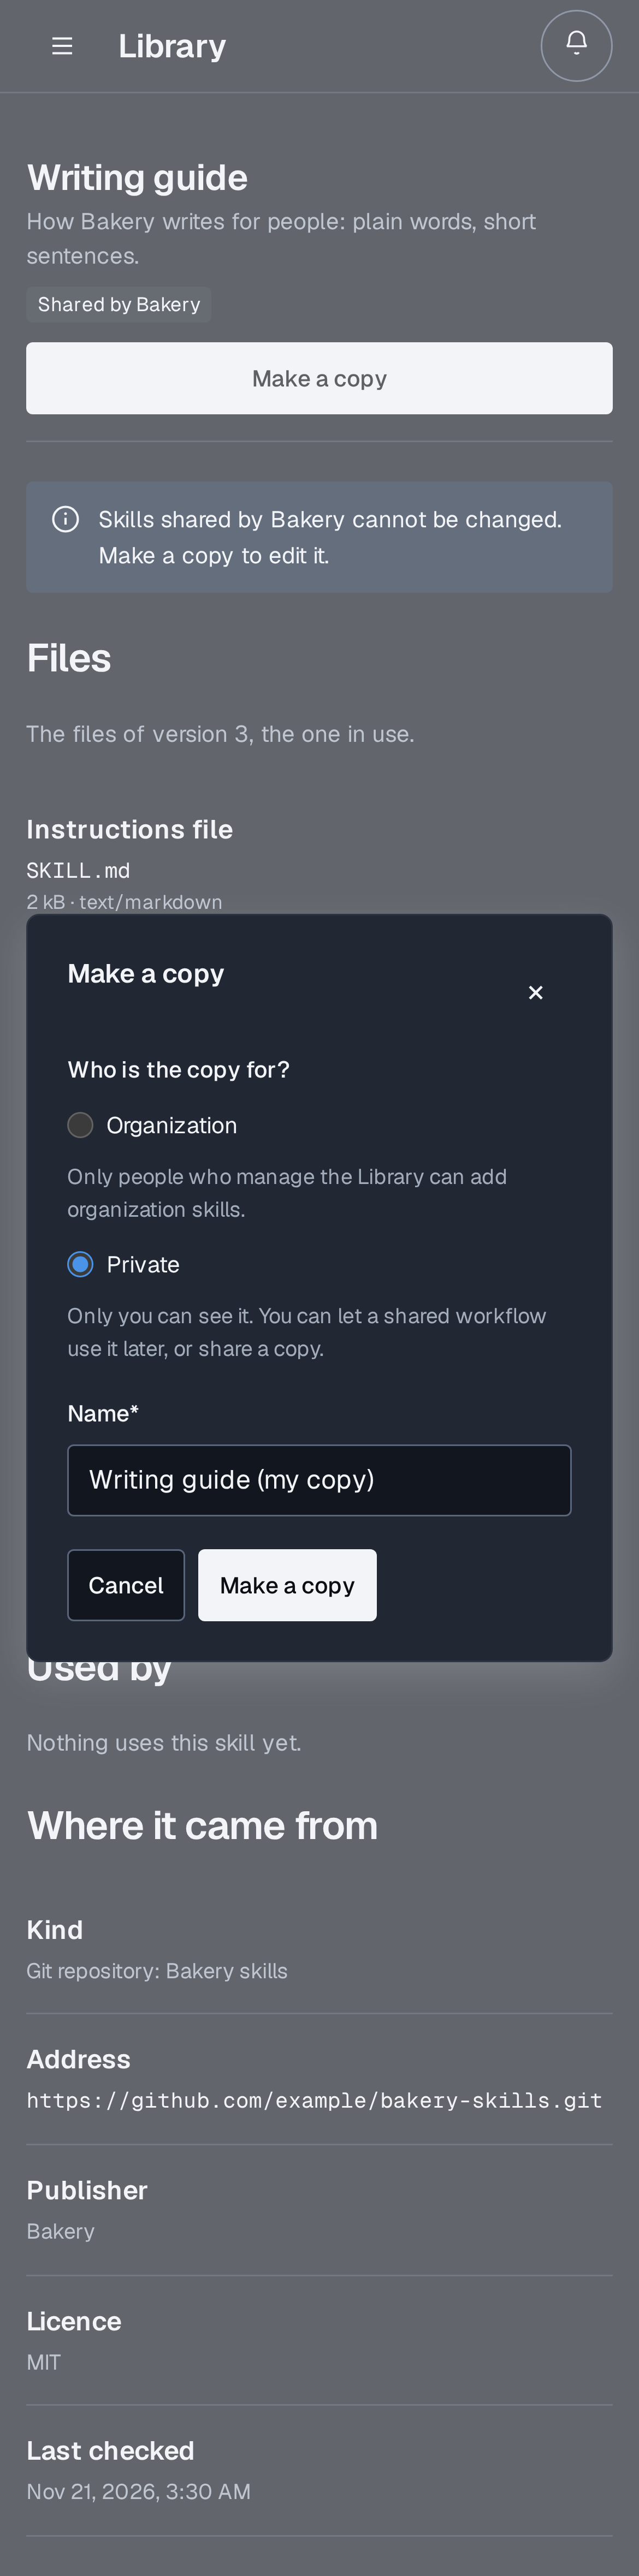 Library
Writing guide
How Bakery writes for people: plain words, short
sentences.
Shared by Bakery
Make a copy
Skills shared by Bakery cannot be changed.
Make a copy to edit it.
Files
The files of version 3, the one in use.
Instructions file
SKILL.md
2 kB · text/markdown
Make a copy
Who is the copy for?
Organization
Only people who manage the Library can add
organization skills.
Private
Only you can see it. You can let a shared workflow
use it later, or share a copy.
Name*
Writing guide (my copy)
Cancel
Make a copy
Used by
Nothing uses this skill yet.
Where it came from
Kind
Git repository: Bakery skills
Address
https://github.com/example/bakery-skills.git
Publisher
Bakery
Licence
MIT
Last checked
Nov 21, 2026, 3:30 AM